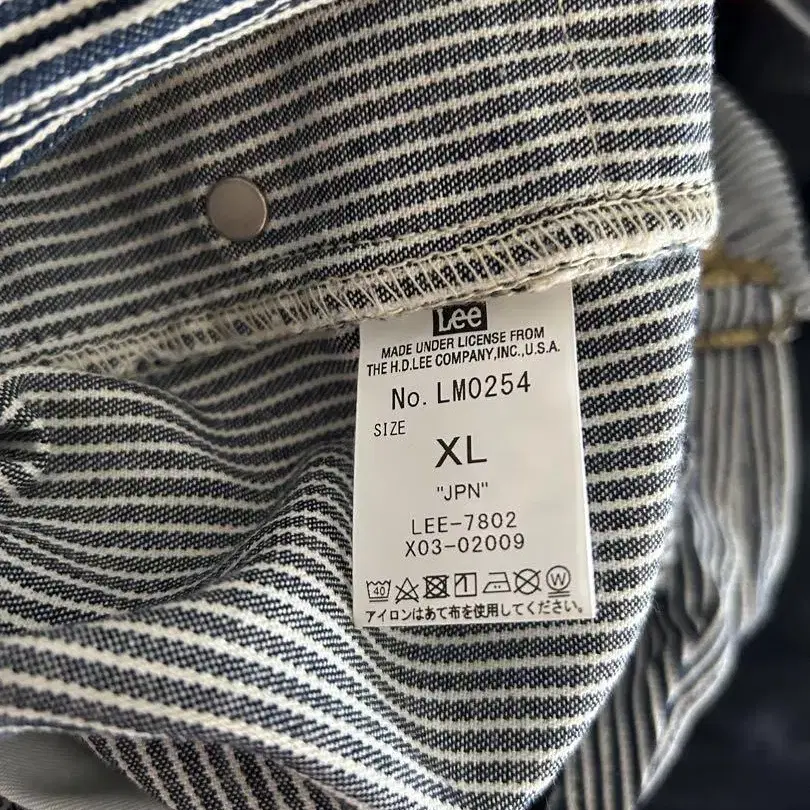 Lee
MADE UNDER LICENSE FROM
THE H.D.LEE COMPANY,INC.,U.S.A.
No. LM0254
SIZE
XL
"JPN"
LEE-7802
X03-02009
40 W
アイロンはあて布を使用してください。